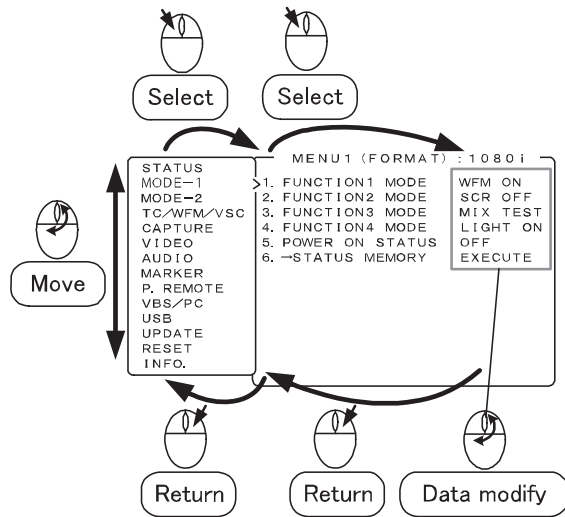 Select
Select
MENU1 (FORMAT) : 1080i
STATUS
MODE-1
MODE-2
TC/WFM/VSC
CAPTURE
VIDEO
AUDIO
MARKER
P. REMOTE
VBS/PC
USB
UPDATE
RESET
INFO.
>1. FUNCTION1 MODE WFM ON
2. FUNCTION2 MODE SCR OFF
3. FUNCTION3 MODE MIX TEST
4. FUNCTION4 MODE LIGHT ON
5. POWER ON STATUS OFF
6. →STATUS MEMORY EXECUTE
Move
Return
Return
Data modify